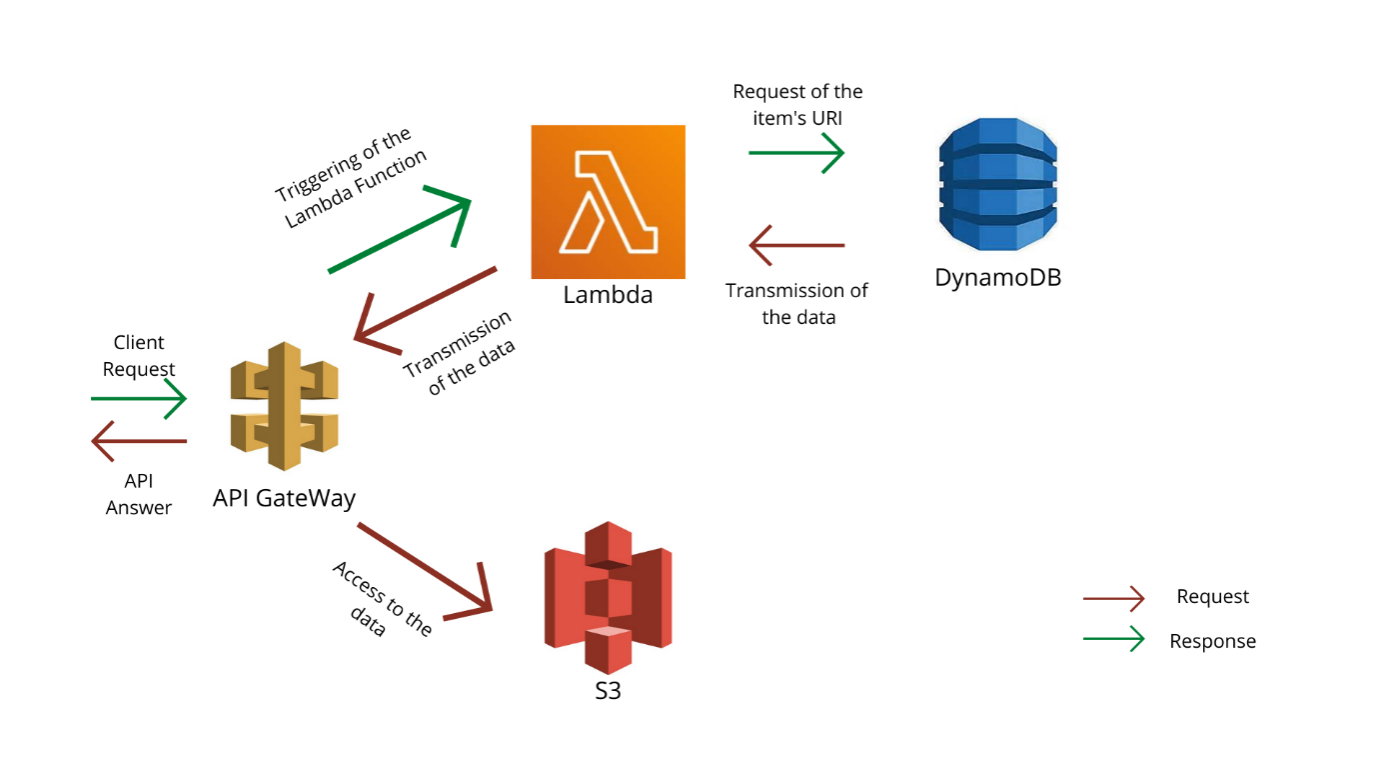 Request of the
item's URI
Triggering of the
Lambda Function
Lambda
DynamoDB
Transmission of
the data
Transmission
of the data
Client
Request
API
Answer
API GateWay
Access to the
data
S3
Request
Response